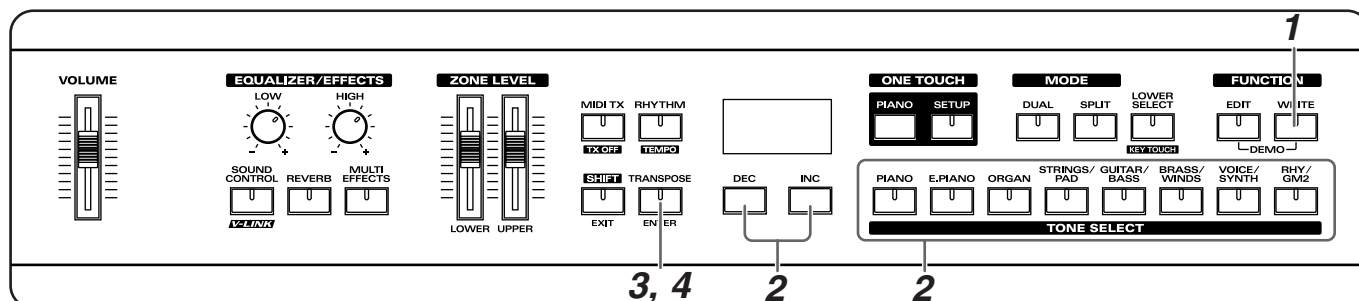 1
VOLUME
EQUALIZER/EFFECTS
LOW HIGH
- + - +
SOUND CONTROL
REVERB
MULTI EFFECTS
V-LINK
ZONE LEVEL
LOWER UPPER
MIDI TX RHYTHM
TX OFF TEMPO
SHIFT TRANSPOSE
EXIT ENTER
DEC INC
ONE TOUCH
PIANO SETUP
MODE
DUAL SPLIT
LOWER SELECT
KEY TOUCH
FUNCTION
EDIT WRITE
DEMO
PIANO
E.PIANO
ORGAN
STRINGS/
PAD
GUITAR/
BASS
BRASS/
WINDS
VOICE/
SYNTH
RHY/
GM2
TONE SELECT
3, 4
2
2